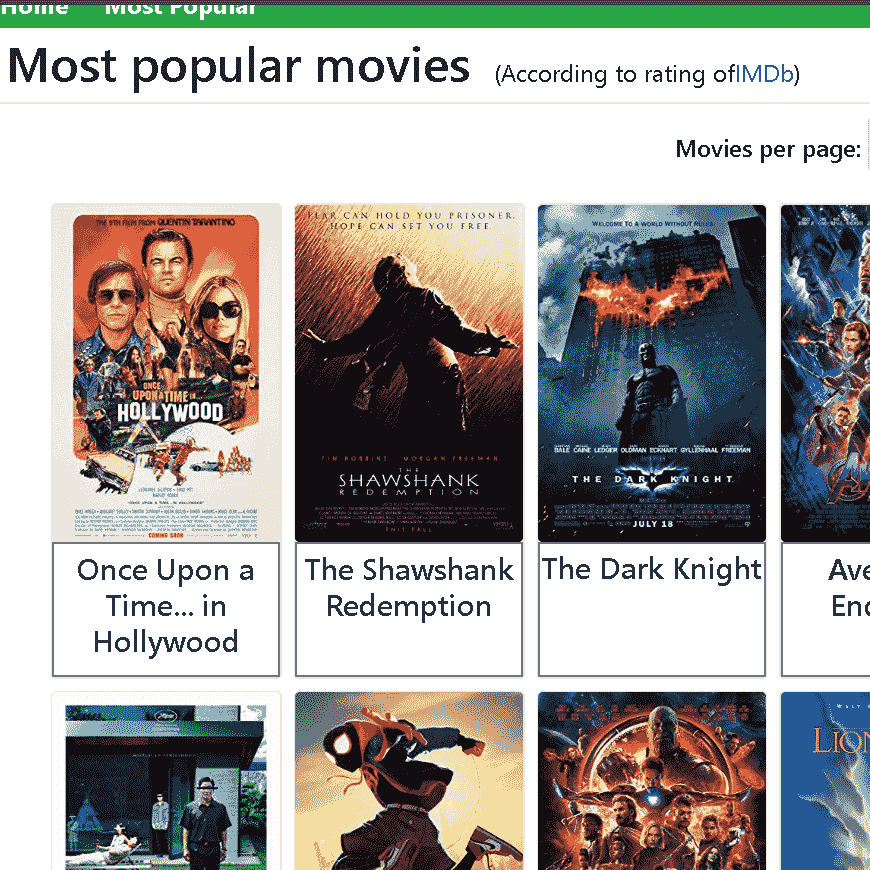 Home Most Popular
Most popular movies (According to rating ofIMDb)
Movies per page:
THE 9TH FILM FROM QUENTIN TARANTINO
ONCE
UPON A TIME IN
HOLLYWOOD
COMING SOON
FEAR CAN HOLD YOU PRISONER.
HOPE CAN SET YOU FREE.
TIM ROBBINS MORGAN FREEMAN
THE
SHAWSHANK
REDEMPTION
THIS FALL
WELCOME TO A WORLD WITHOUT RULES
BALE CAINE LEDGER OLDMAN ECKHART GYLLENHAAL FREEMAN
THE DARK KNIGHT
JULY 18
Once Upon a
Time... in
Hollywood
The Shawshank
Redemption
The Dark Knight
Ave
End
WALT
LION